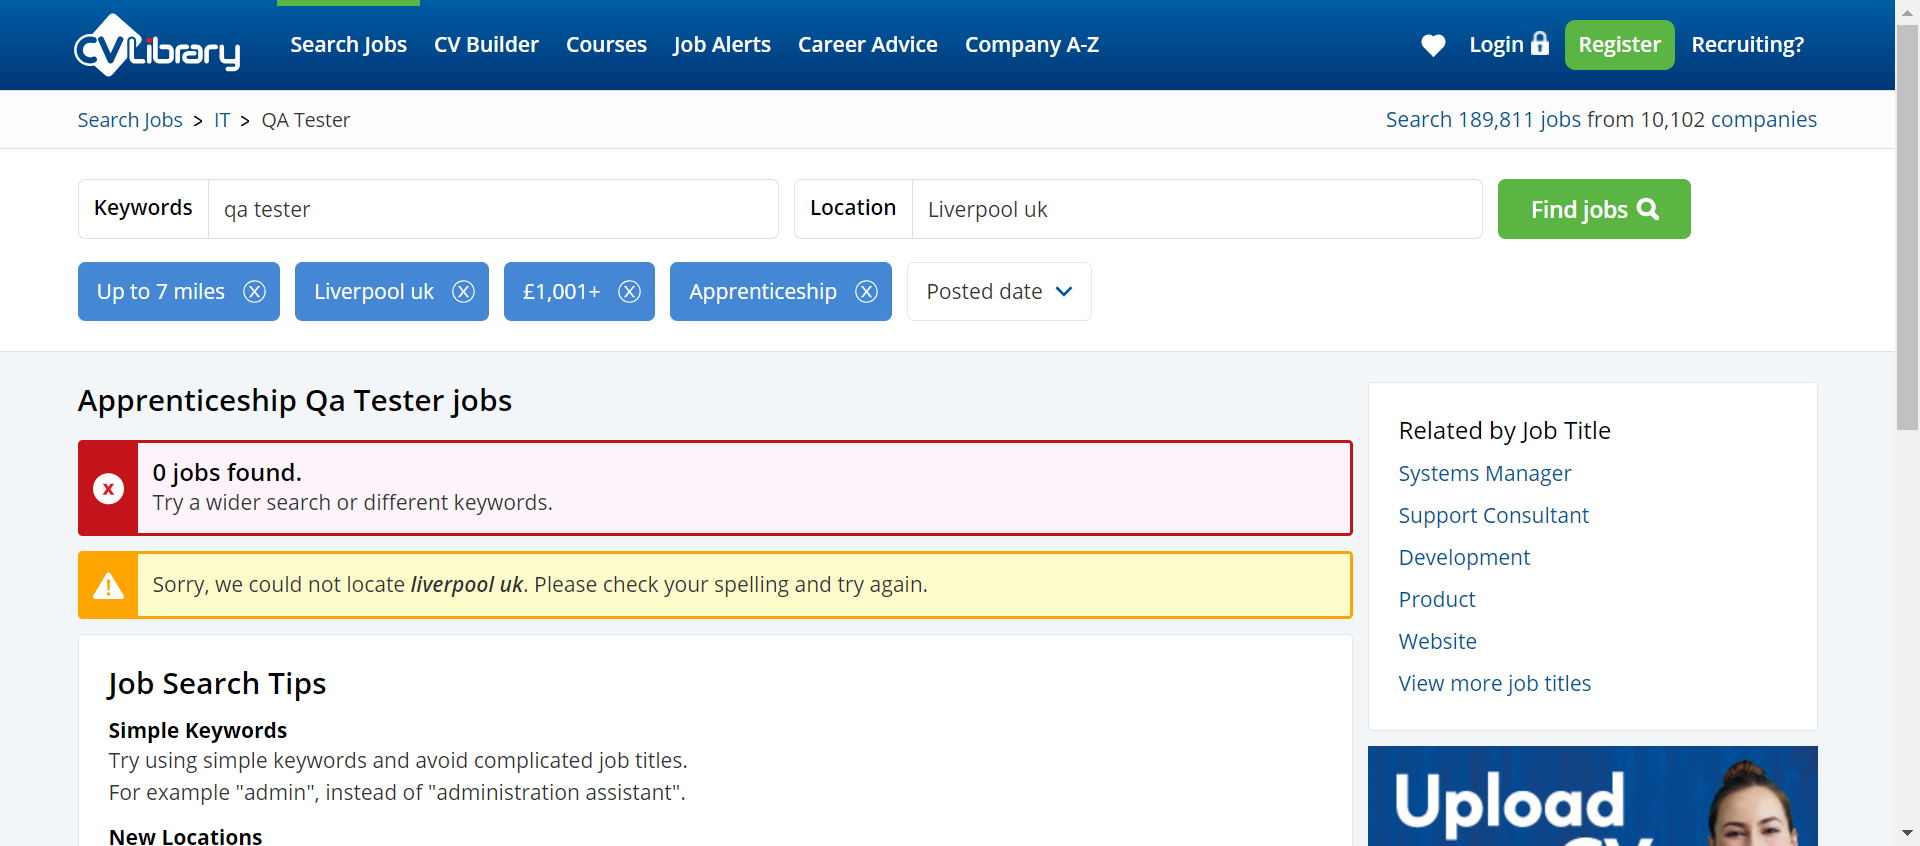 CVLibrary
Search Jobs
CV Builder
Courses
Job Alerts
Career Advice
Company A-Z
Login
Register
Recruiting?
Search Jobs > IT > QA Tester
Search 189,811 jobs from 10,102 companies
Keywords
qa tester
Location
Liverpool uk
Find jobs
Up to 7 miles
Liverpool uk
£1,001+
Apprenticeship
Posted date
Apprenticeship Qa Tester jobs
0 jobs found.
Try a wider search or different keywords.
Sorry, we could not locate liverpool uk. Please check your spelling and try again.
Job Search Tips
Simple Keywords
Try using simple keywords and avoid complicated job titles.
For example "admin", instead of "administration assistant".
New Locations
Related by Job Title
Systems Manager
Support Consultant
Development
Product
Website
View more job titles
Upload
CV